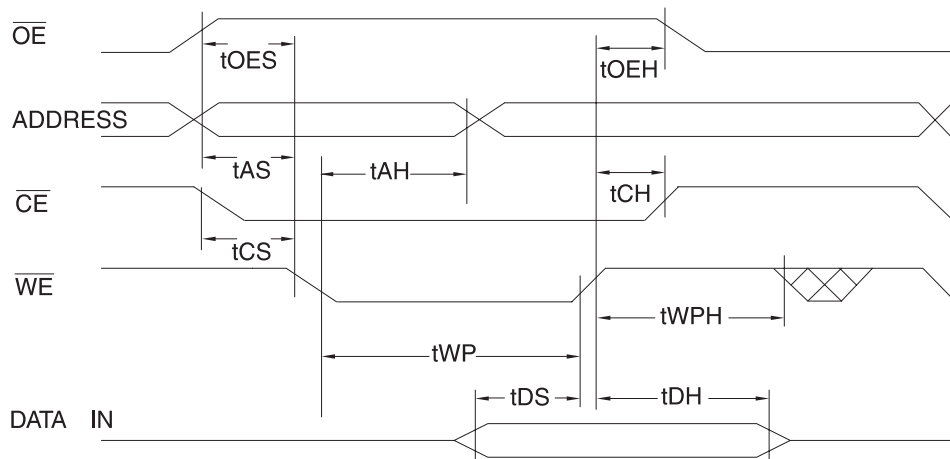 OE
tOES
tOEH
ADDRESS
tAS
tAH
tCH
CE
tCS
WE
tWPH
tWP
tDS
tDH
DATA IN